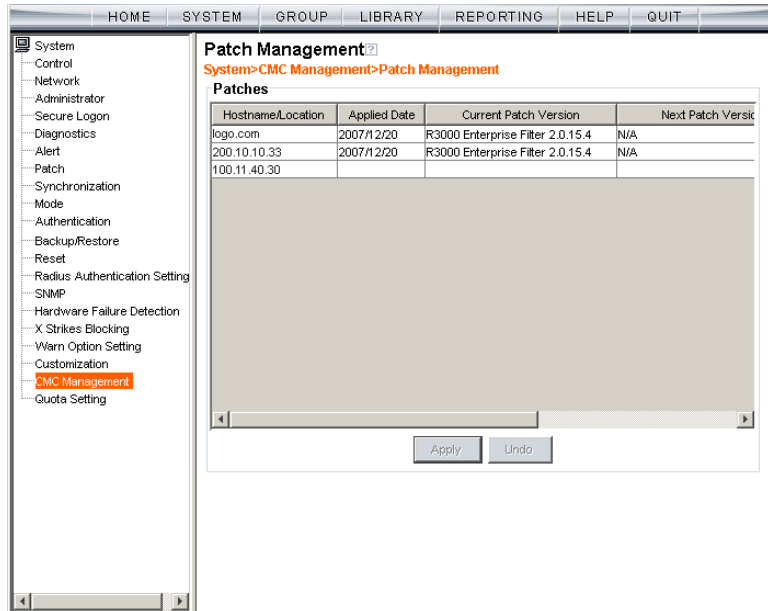 HOME SYSTEM GROUP LIBRARY REPORTING HELP QUIT
System
Control
Network
Administrator
Secure Logon
Diagnostics
Alert
Patch
Synchronization
Mode
Authentication
Backup/Restore
Reset
Radius Authentication Setting
SNMP
Hardware Failure Detection
X Strikes Blocking
Warn Option Setting
Customization
CMC Management
Quota Setting
Patch Management ?
System>CMC Management>Patch Management
Patches
Hostname/Location Applied Date Current Patch Version Next Patch Versic
logo.com 2007/12/20 R3000 Enterprise Filter 2.0.15.4 N/A
200.10.10.33 2007/12/20 R3000 Enterprise Filter 2.0.15.4 N/A
100.11.40.30
Apply Undo